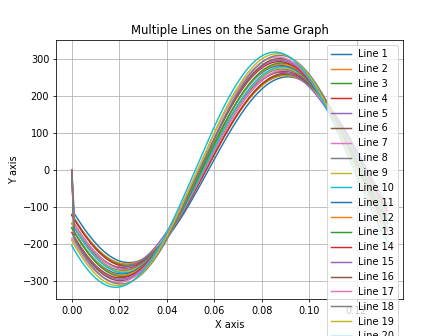 Multiple Lines on the Same Graph
Y axis
300
200
100
0
−100
−200
−300
0.00
0.02
0.04
0.06
0.08
0.10
X axis
Line 1
Line 2
Line 3
Line 4
Line 5
Line 6
Line 7
Line 8
Line 9
Line 10
Line 11
Line 12
Line 13
Line 14
Line 15
Line 16
Line 17
Line 18
Line 19
Line 20